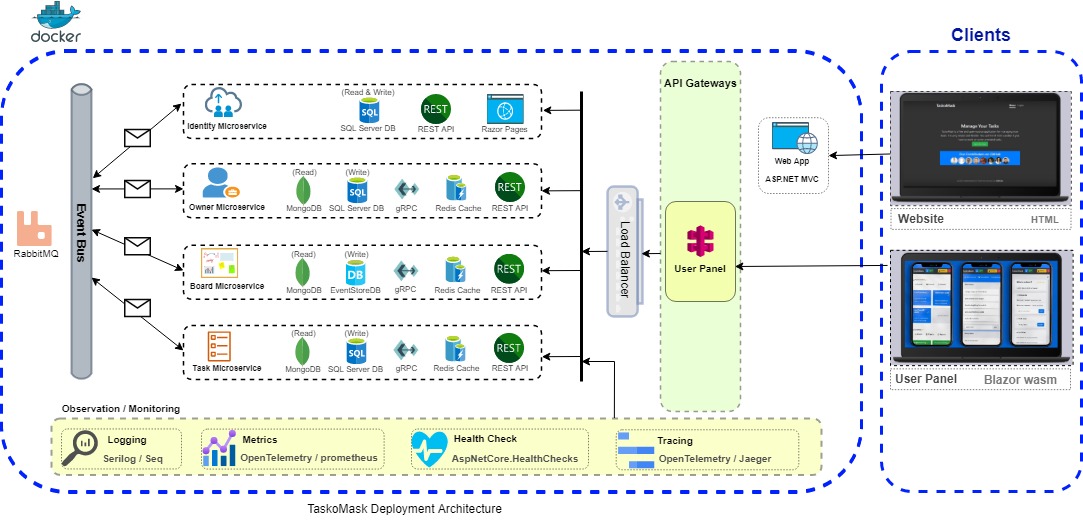 docker
Clients
API Gateways
Identity Microservice
(Read & Write)
SQL
SQL Server DB
REST
REST API
Razor Pages
Web App
ASP.NET MVC
TaskoMask
Manage Your Tasks
Website
HTML
Event Bus
RabbitMQ
Owner Microservice
(Read)
MongoDB
(Write)
SQL
SQL Server DB
gRPC
Redis Cache
REST
REST API
Load Balancer
User Panel
Board Microservice
(Read)
MongoDB
(Write)
DB
EventStoreDB
gRPC
Redis Cache
REST
REST API
User Panel
Blazor wasm
Task Microservice
(Read)
MongoDB
(Write)
SQL
SQL Server DB
gRPC
Redis Cache
REST
REST API
Observation / Monitoring
Logging
Serilog / Seq
Metrics
OpenTelemetry / prometheus
Health Check
AspNetCore.HealthChecks
Tracing
OpenTelemetry / Jaeger
TaskoMask Deployment Architecture